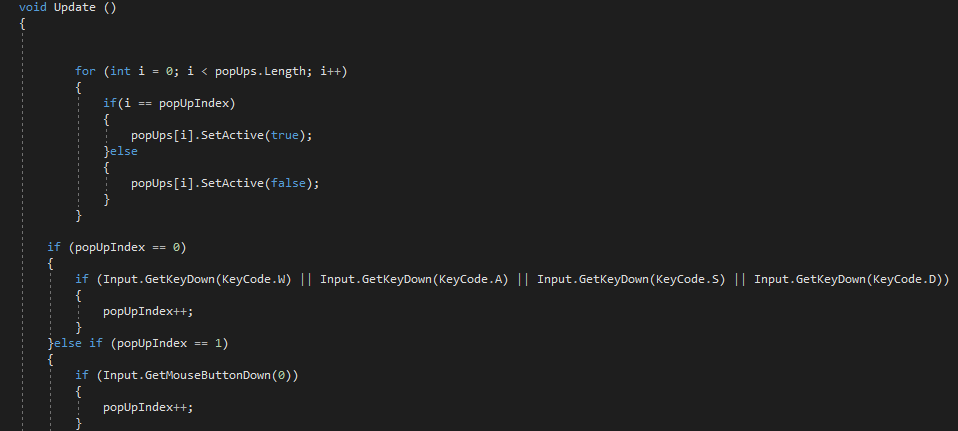 void Update ()
{
for (int i = 0; i < popUps.Length; i++)
{
if(i == popUpIndex)
{
popUps[i].SetActive(true);
}else
{
popUps[i].SetActive(false);
}
}
if (popUpIndex == 0)
{
if (Input.GetKeyDown(KeyCode.W) || Input.GetKeyDown(KeyCode.A) || Input.GetKeyDown(KeyCode.S) || Input.GetKeyDown(KeyCode.D))
{
popUpIndex++;
}
}else if (popUpIndex == 1)
{
if (Input.GetMouseButtonDown(0))
{
popUpIndex++;
}